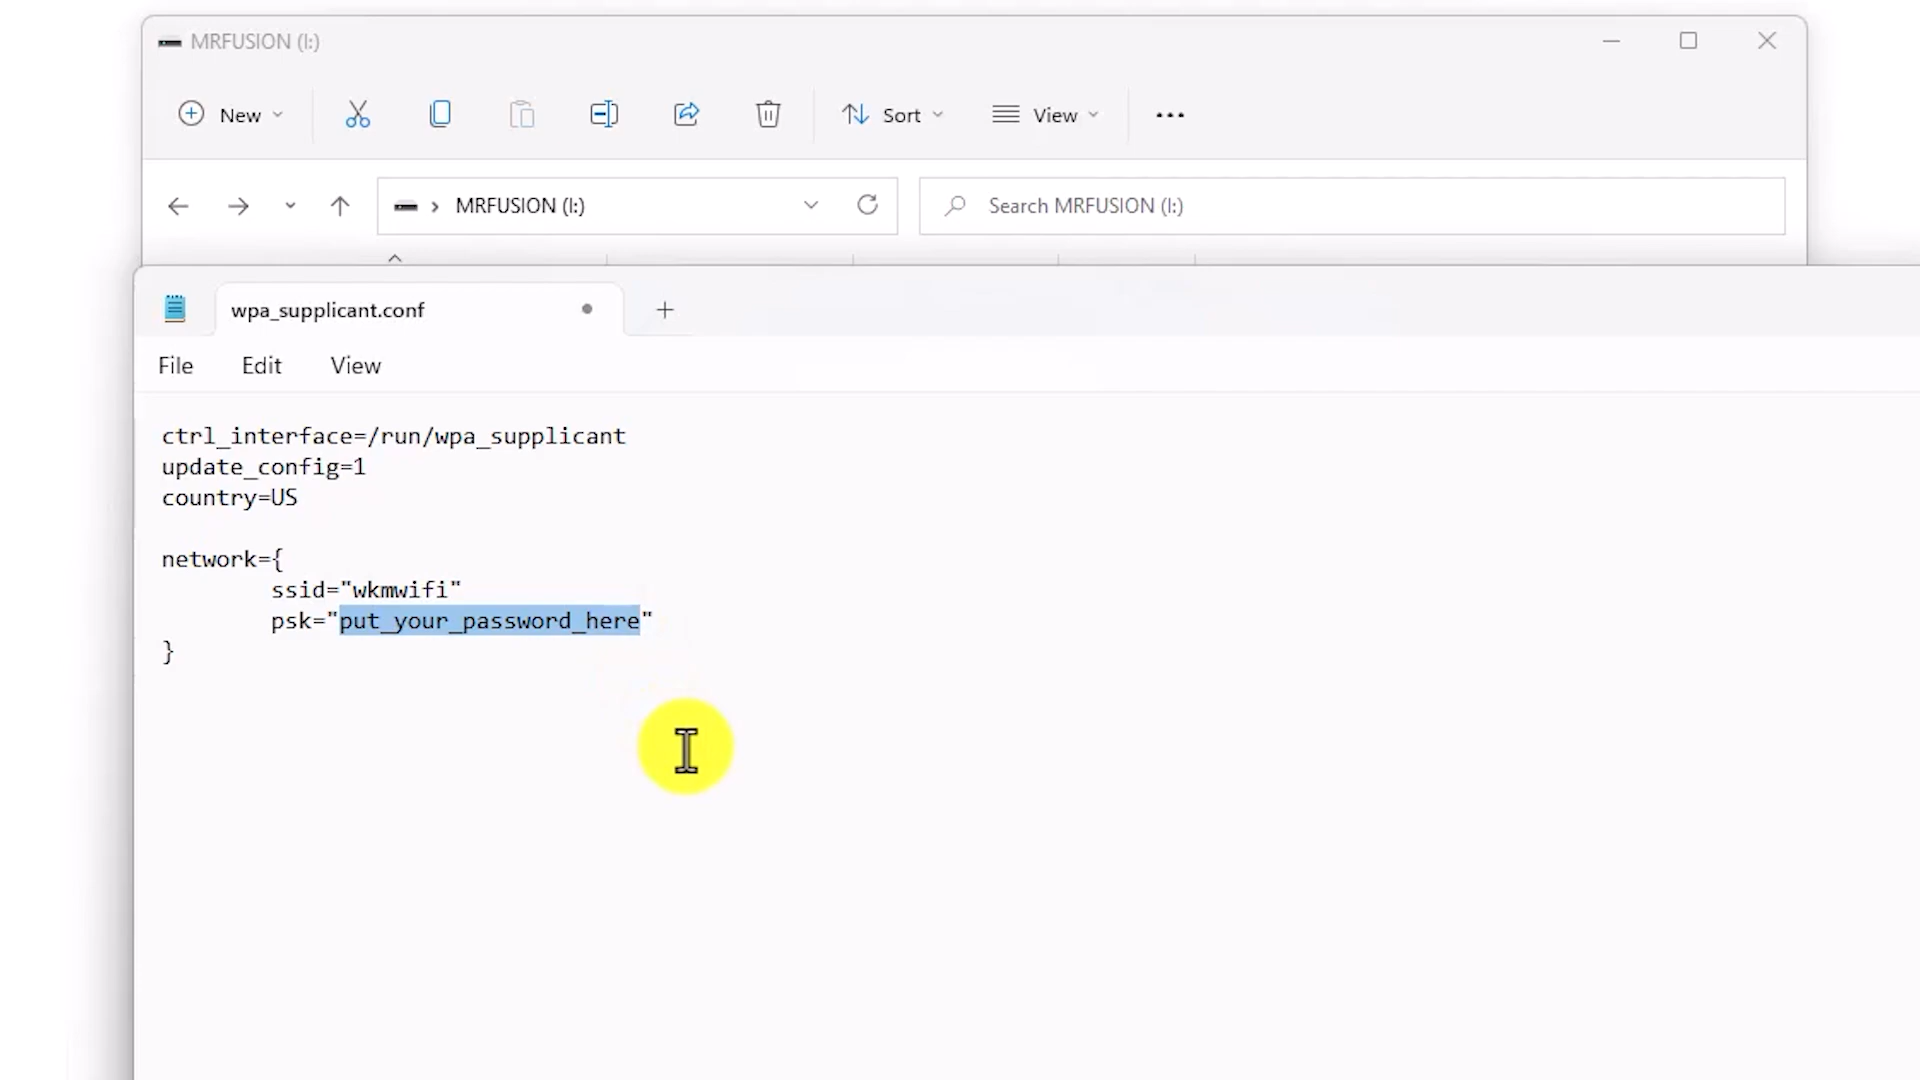 MRFUSION (I:)
New
Sort
View
MRFUSION (I:)
Search MRFUSION (I:)
wpa_supplicant.conf
File Edit View
ctrl_interface=/run/wpa_supplicant
update_config=1
country=US
network={
ssid="wkmwifi"
psk="put_your_password_here"
}